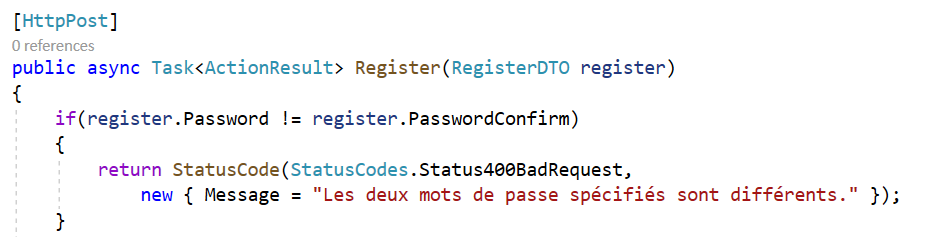 [HttpPost]
0 references
public async Task<ActionResult> Register(RegisterDTO register)
{
if(register.Password != register.PasswordConfirm)
{
return StatusCode(StatusCodes.Status400BadRequest,
new { Message = "Les deux mots de passe spécifiés sont différents." });
}